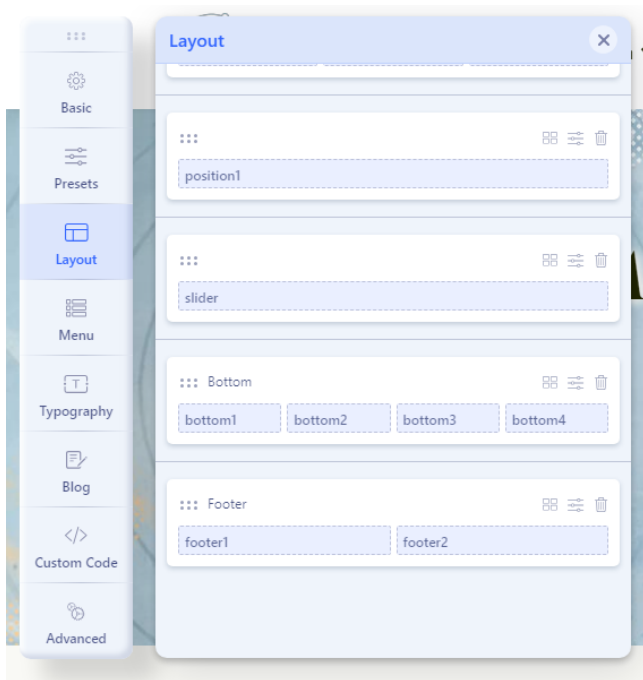 Layout
Basic
Presets
Layout
Menu
Typography
Blog
Custom Code
Advanced
position1
slider
Bottom
bottom1 bottom2 bottom3 bottom4
Footer
footer1 footer2